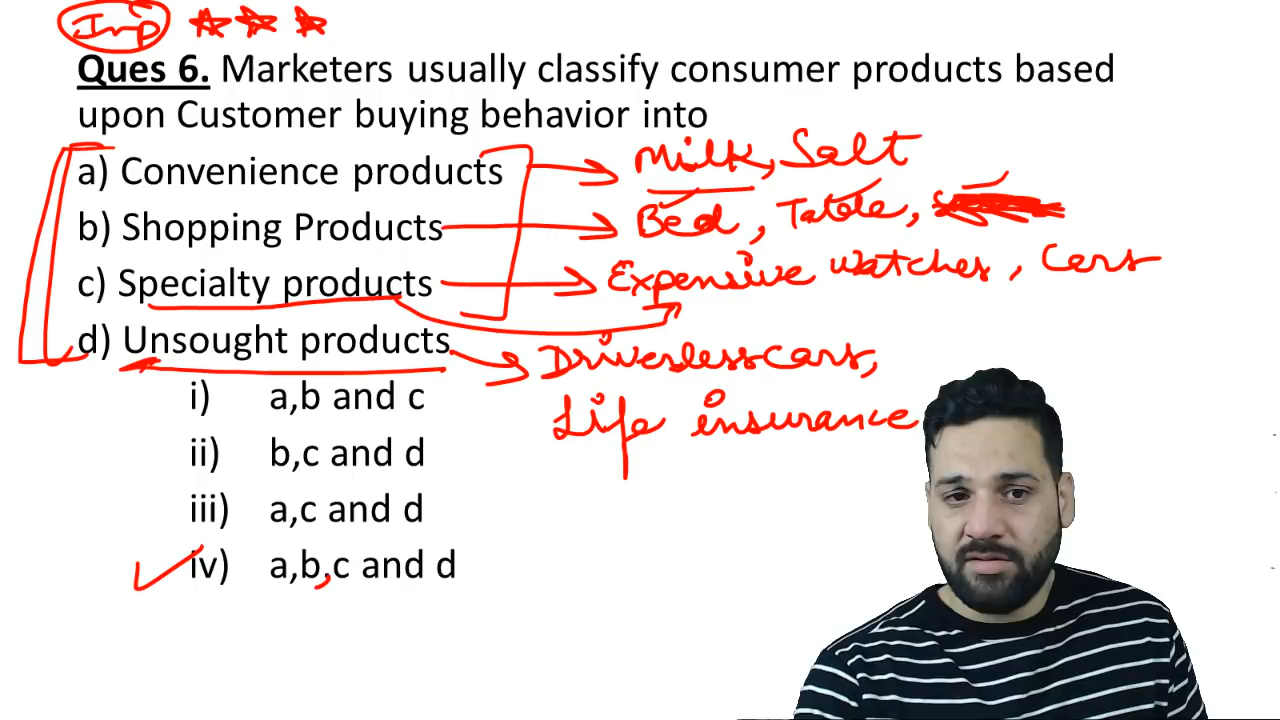 Imp
Ques 6. Marketers usually classify consumer products based
upon Customer buying behavior into
a) Convenience products Milk, Salt
b) Shopping Products Bed, Table,
c) Specialty products Expensive watches, Cars
d) Unsought products Driverless cars,
i) a,b and c Life insurance
ii) b,c and d
iii) a,c and d
iv) a,b,c and d